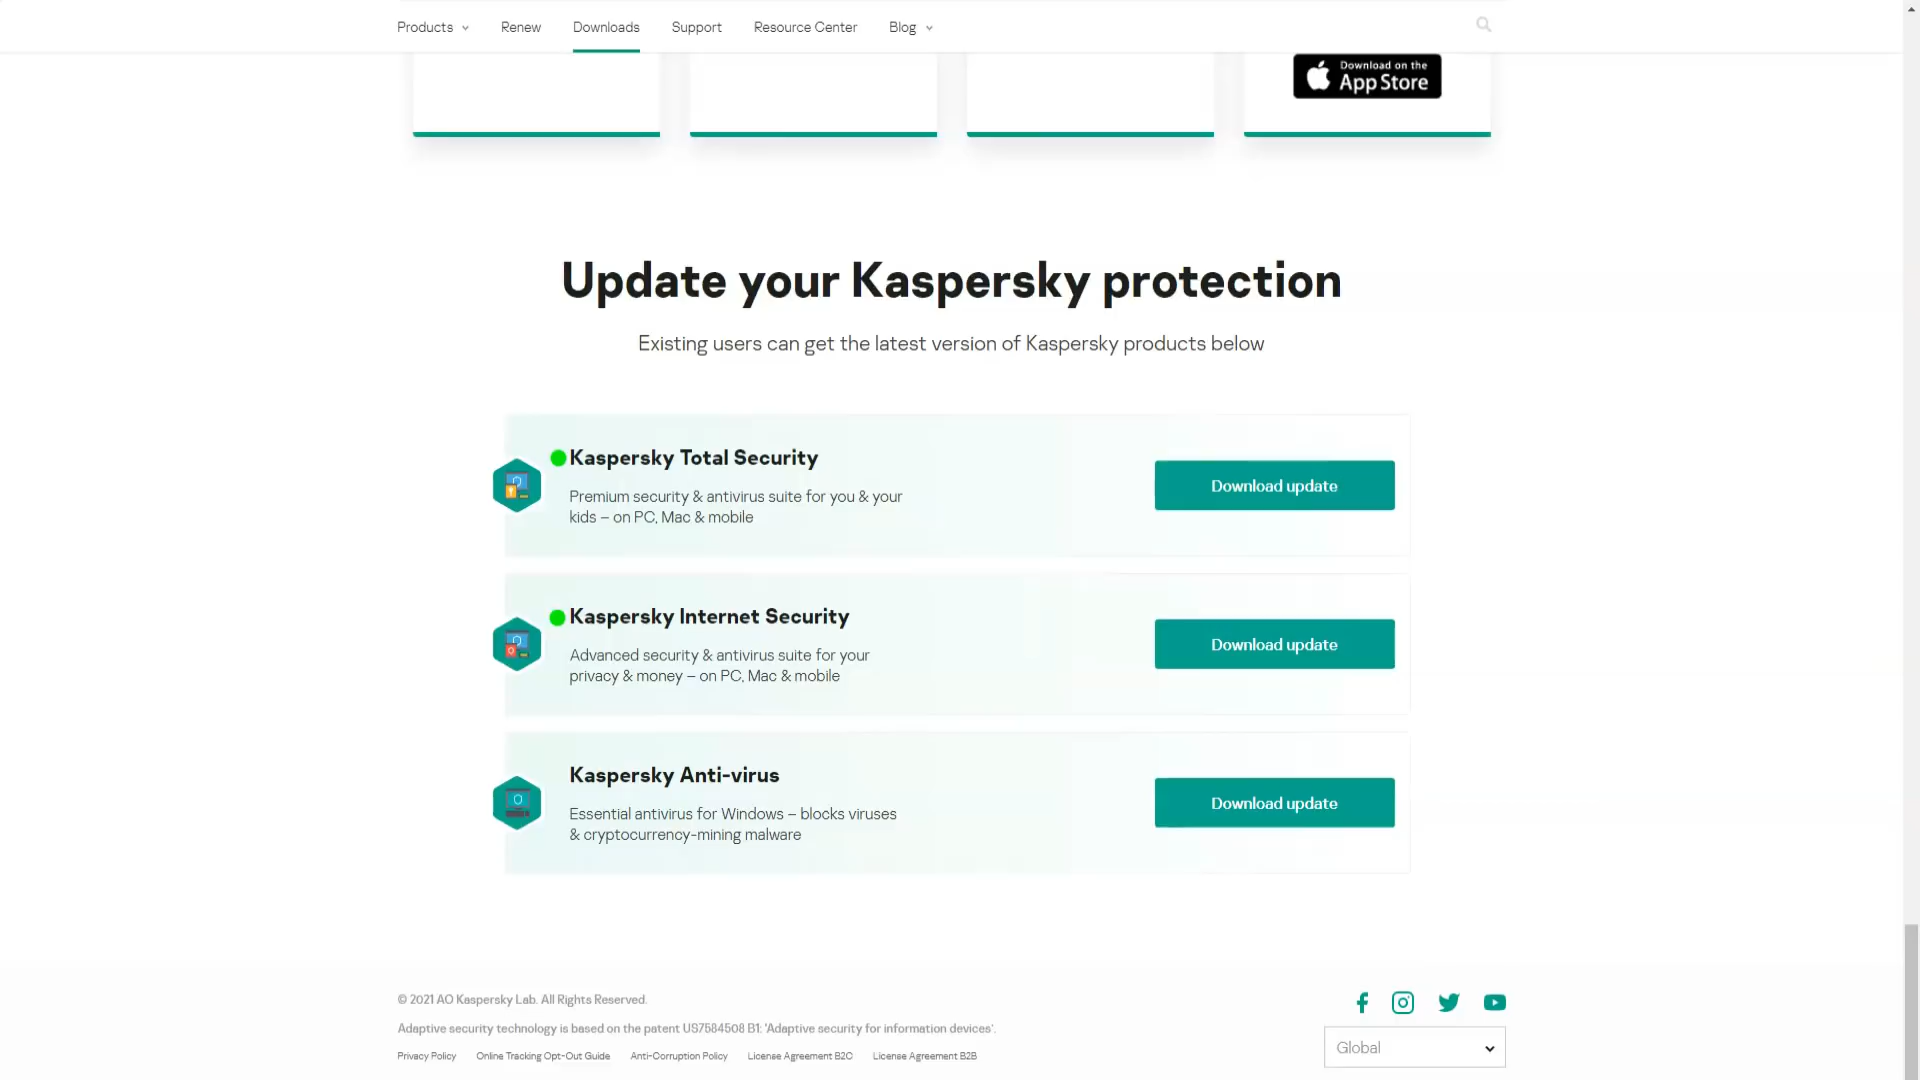 Products Renew Downloads Support Resource Center Blog
Download on the
App Store
Update your Kaspersky protection
Existing users can get the latest version of Kaspersky products below
Kaspersky Total Security
Premium security & antivirus suite for you & your
kids – on PC, Mac & mobile
Download update
Kaspersky Internet Security
Advanced security & antivirus suite for your
privacy & money – on PC, Mac & mobile
Download update
Kaspersky Anti-virus
Essential antivirus for Windows – blocks viruses
& cryptocurrency-mining malware
Download update
© 2021 AO Kaspersky Lab. All Rights Reserved.
Adaptive security technology is based on the patent US7584508 B1: 'Adaptive security for information devices'.
Privacy Policy Online Tracking Opt-Out Guide Anti-Corruption Policy License Agreement B2C License Agreement B2B
Global